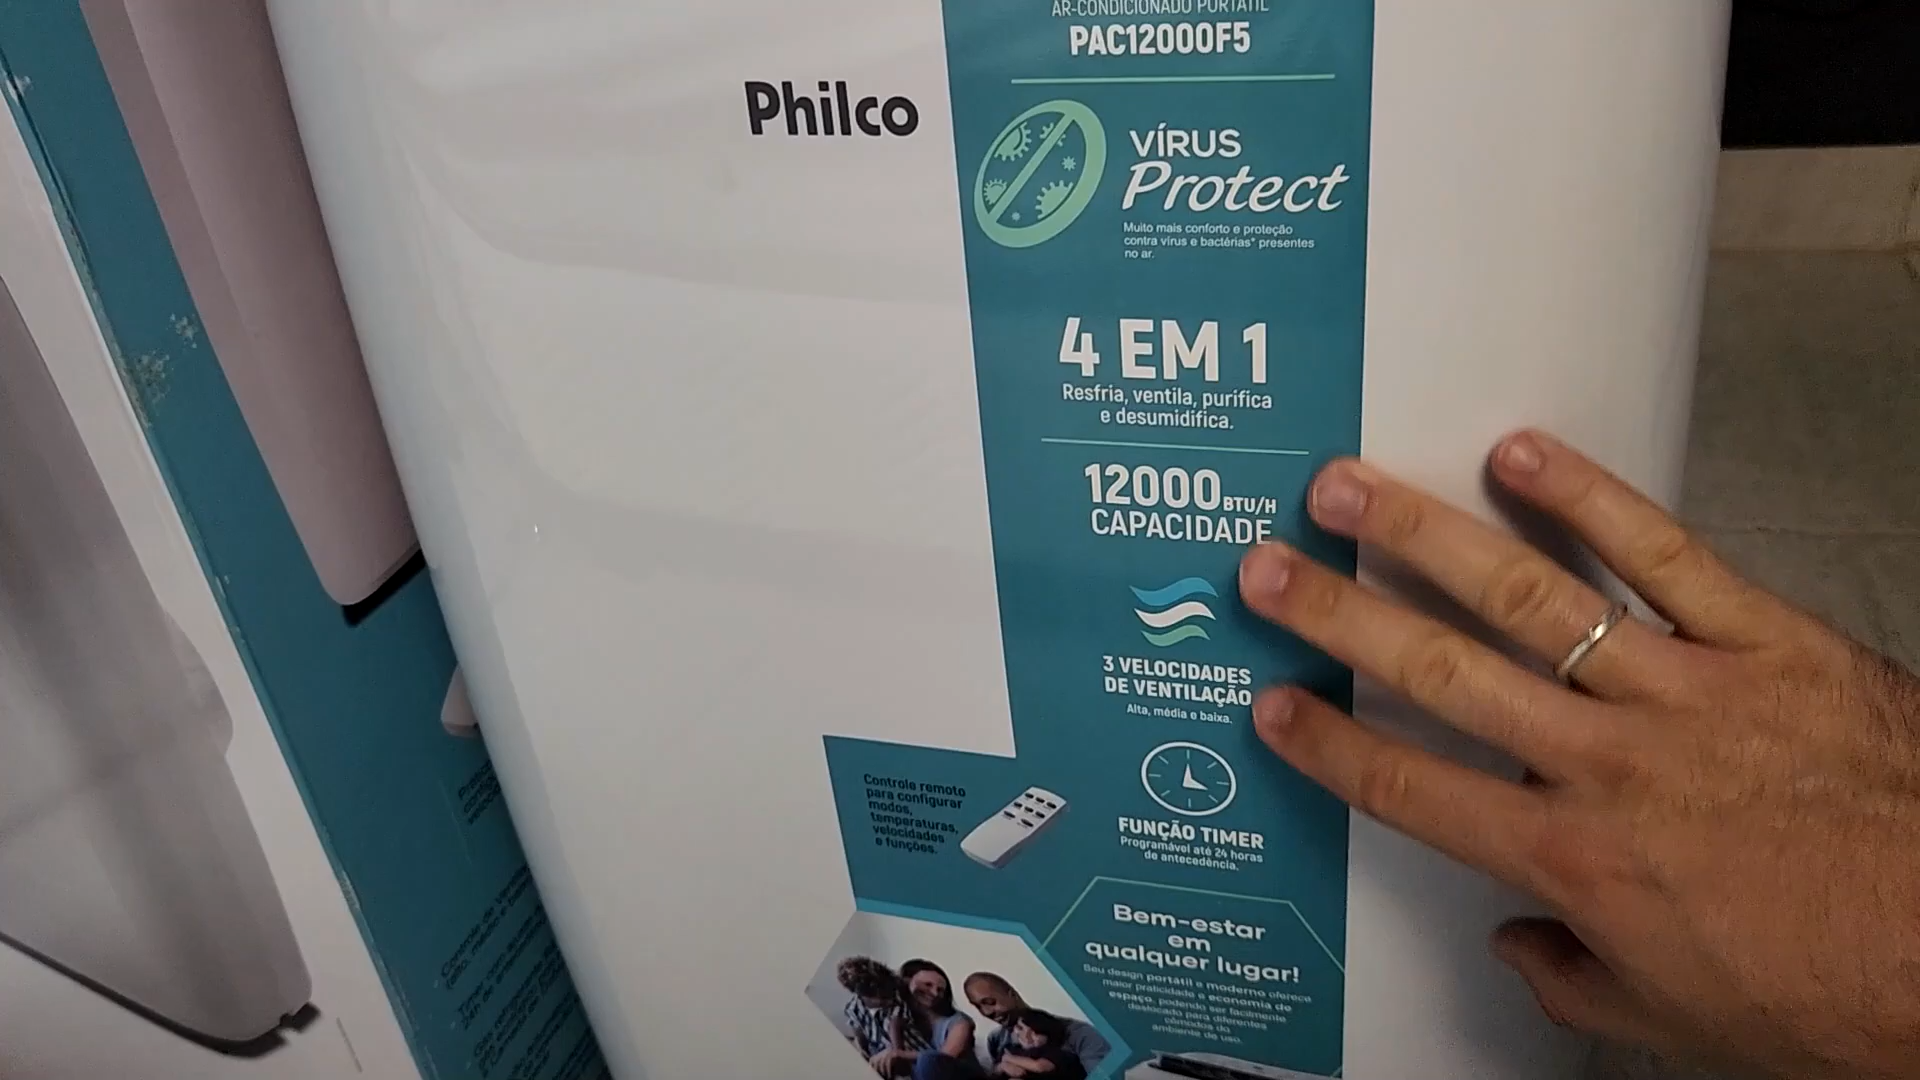 AR-CONDICIONADO PORTÁTIL
PAC12000F5
Philco
VÍRUS
Protect
Muito mais conforto e proteção
contra vírus e bactérias* presentes
no ar.
4 EM 1
Resfria, ventila, purifica
e desumidifica.
12000 BTU/H
CAPACIDADE
3 VELOCIDADES
DE VENTILAÇÃO
Alta, média e baixa.
FUNÇÃO TIMER
Programável até 24 horas
de antecedência.
Controle remoto
para configurar
modos,
temperaturas,
velocidades
e funções.
Bem-estar
em
qualquer lugar!
Seu design portátil e moderno oferece
maior praticidade e economia de
espaço, podendo ser facilmente
deslocado para diferentes
cômodos do
ambiente de uso.